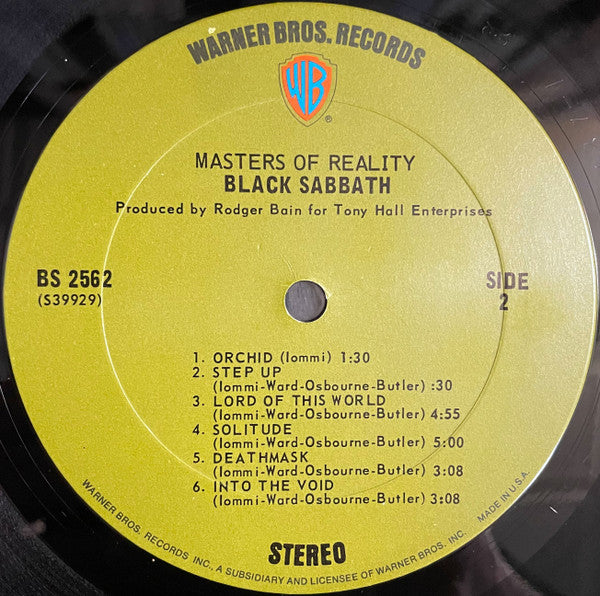 WARNER BROS. RECORDS
WB
®
MASTERS OF REALITY
BLACK SABBATH
Produced by Rodger Bain for Tony Hall Enterprises
BS 2562
(S39929)
SIDE
2
1. ORCHID (Iommi) 1:30
2. STEP UP
(Iommi-Ward-Osbourne-Butler) :30
3. LORD OF THIS WORLD
(Iommi-Ward-Osbourne-Butler) 4:55
4. SOLITUDE
(Iommi-Ward-Osbourne-Butler) 5:00
5. DEATHMASK
(Iommi-Ward-Osbourne-Butler) 3:08
6. INTO THE VOID
(Iommi-Ward-Osbourne-Butler) 3:08
STEREO
WARNER BROS. RECORDS INC., A SUBSIDIARY AND LICENSEE OF WARNER BROS. INC. MADE IN U.S.A.